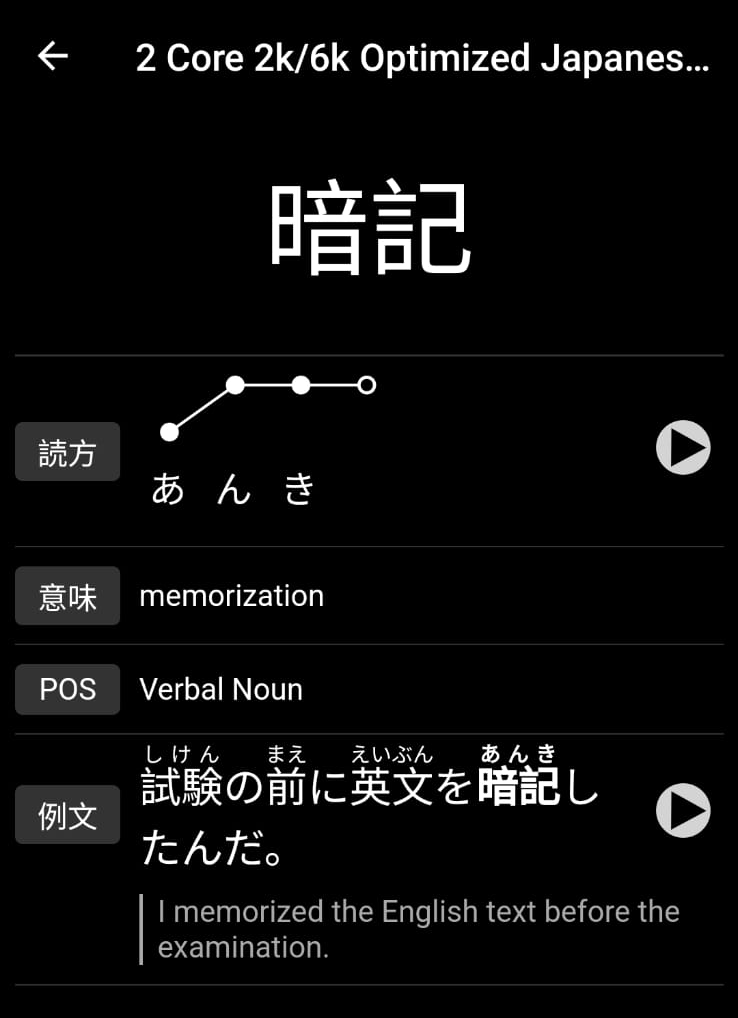 2 Core 2k/6k Optimized Japanes...
暗記
読方
あんき
意味
memorization
POS
Verbal Noun
例文
しけん まえ えいぶん あんき
試験の前に英文を暗記し
たんだ。
I memorized the English text before the
examination.